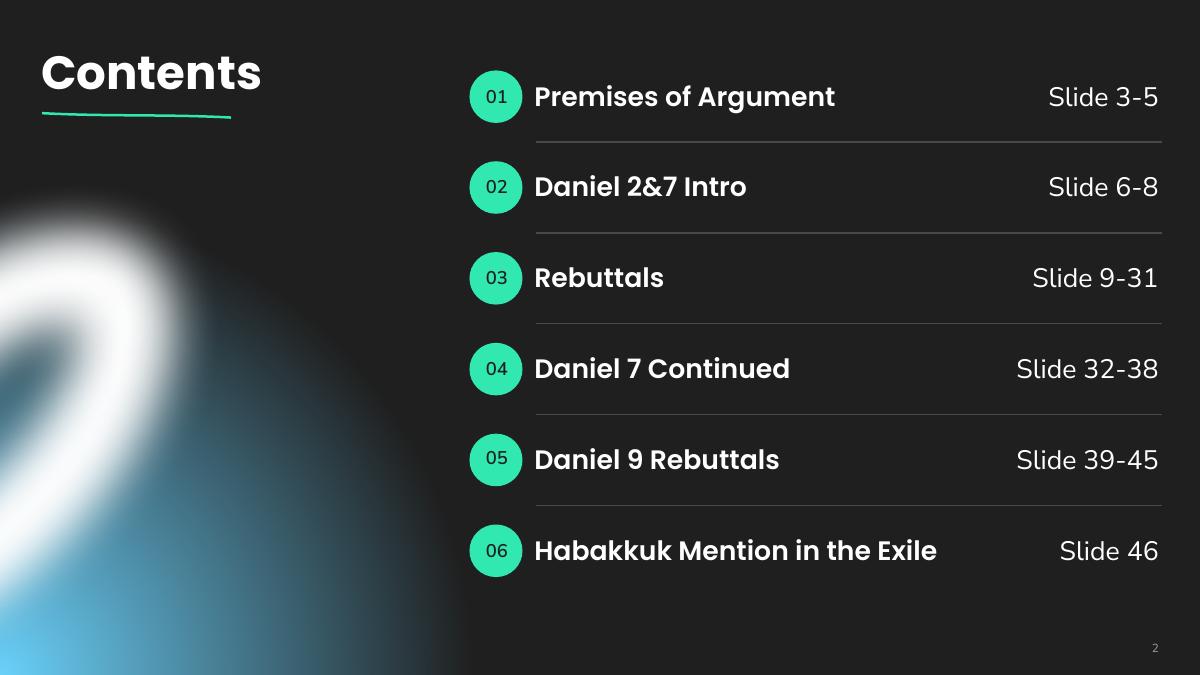 Contents
01 Premises of Argument Slide 3-5
02 Daniel 2&7 Intro Slide 6-8
03 Rebuttals Slide 9-31
04 Daniel 7 Continued Slide 32-38
05 Daniel 9 Rebuttals Slide 39-45
06 Habakkuk Mention in the Exile Slide 46
2